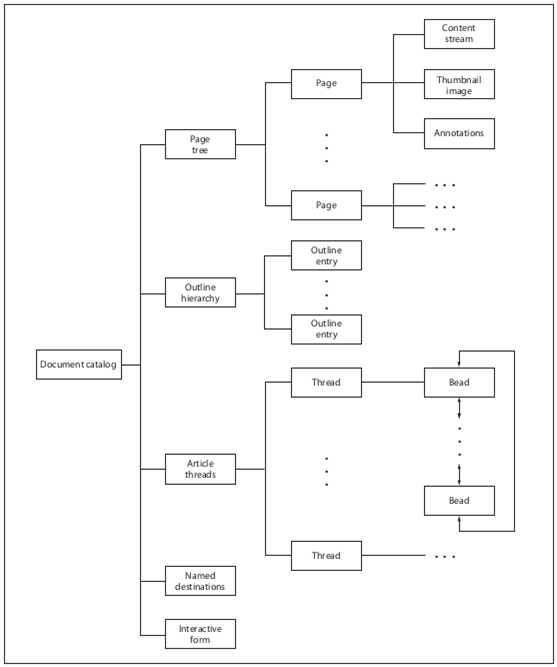 Content
stream
Page
Thumbnail
image
Annotations
Page
tree
Page
Outline
entry
Outline
hierarchy
Outline
entry
Document catalog
Thread
Bead
Article
threads
Bead
Thread
Named
destinations
Interactive
form